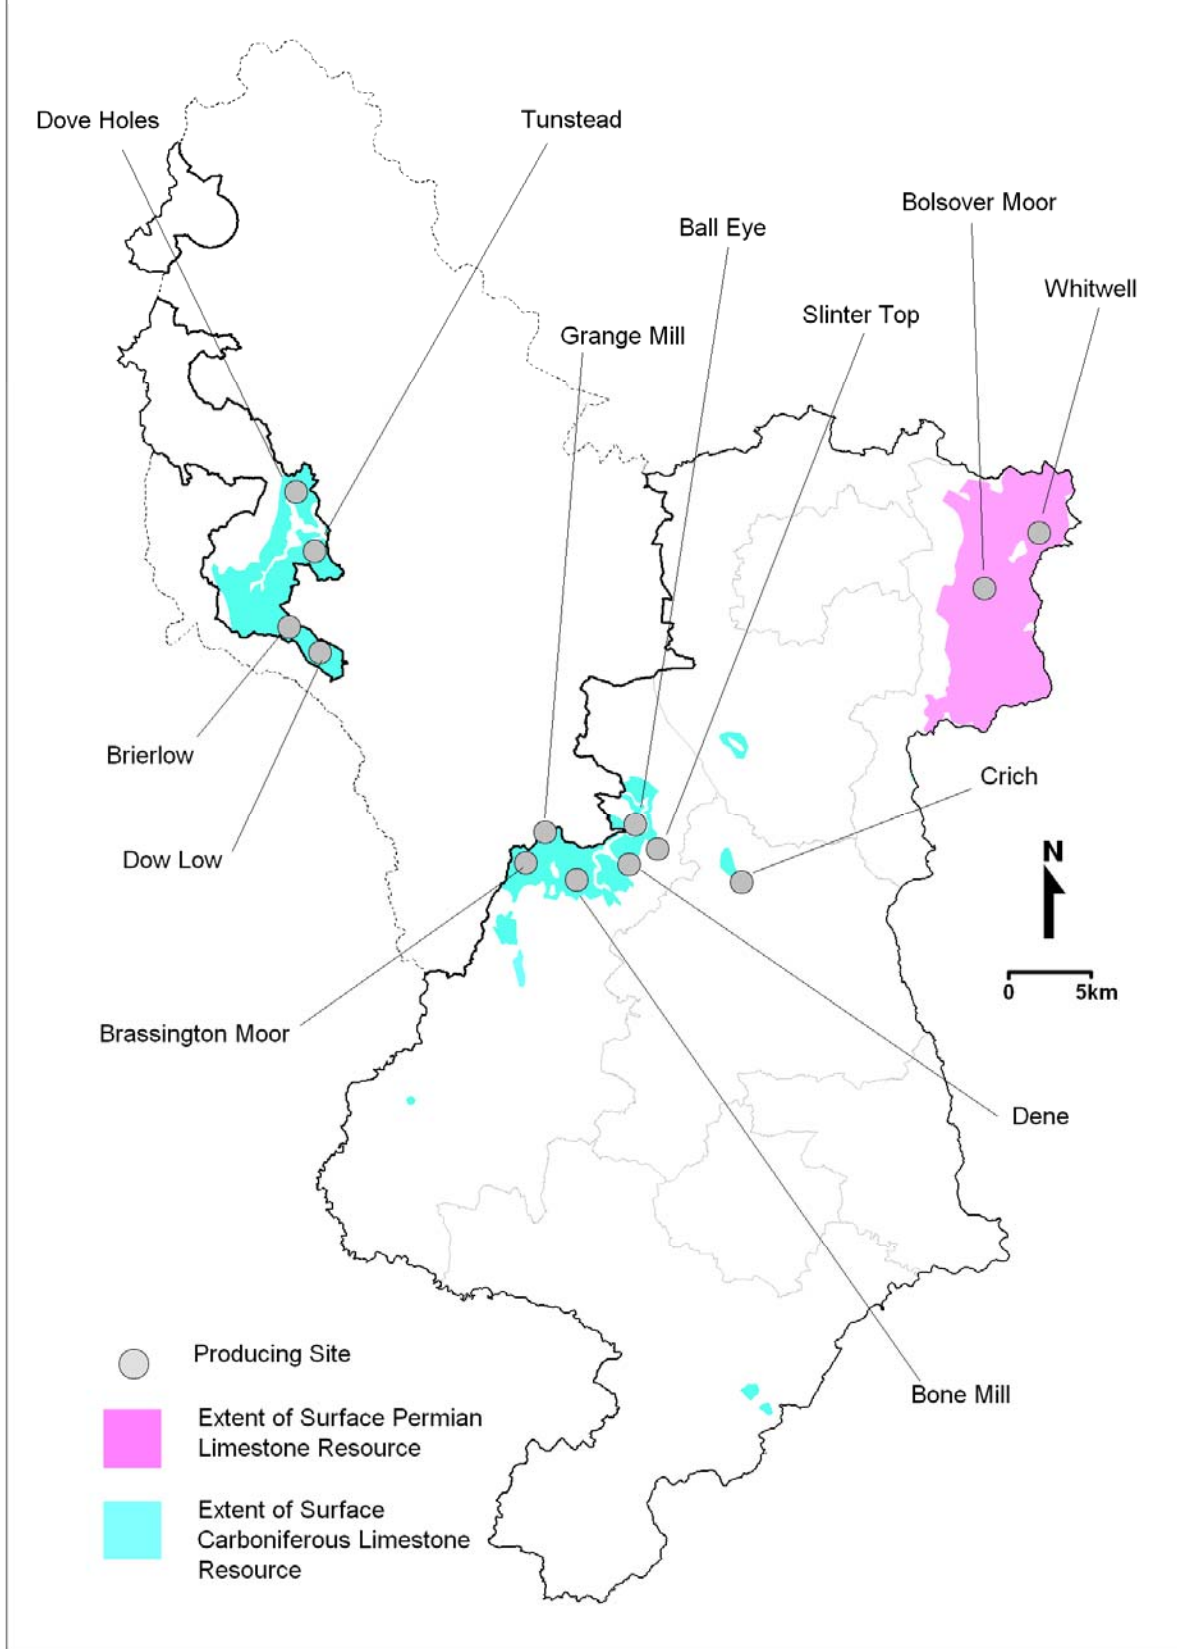 Dove Holes
Tunstead
Bolsover Moor
Ball Eye
Whitwell
Slinter Top
Grange Mill
Brierlow
Crich
Dow Low
N
0 5km
Brassington Moor
Dene
Bone Mill
Producing Site
Extent of Surface Permian
Limestone Resource
Extent of Surface
Carboniferous Limestone
Resource